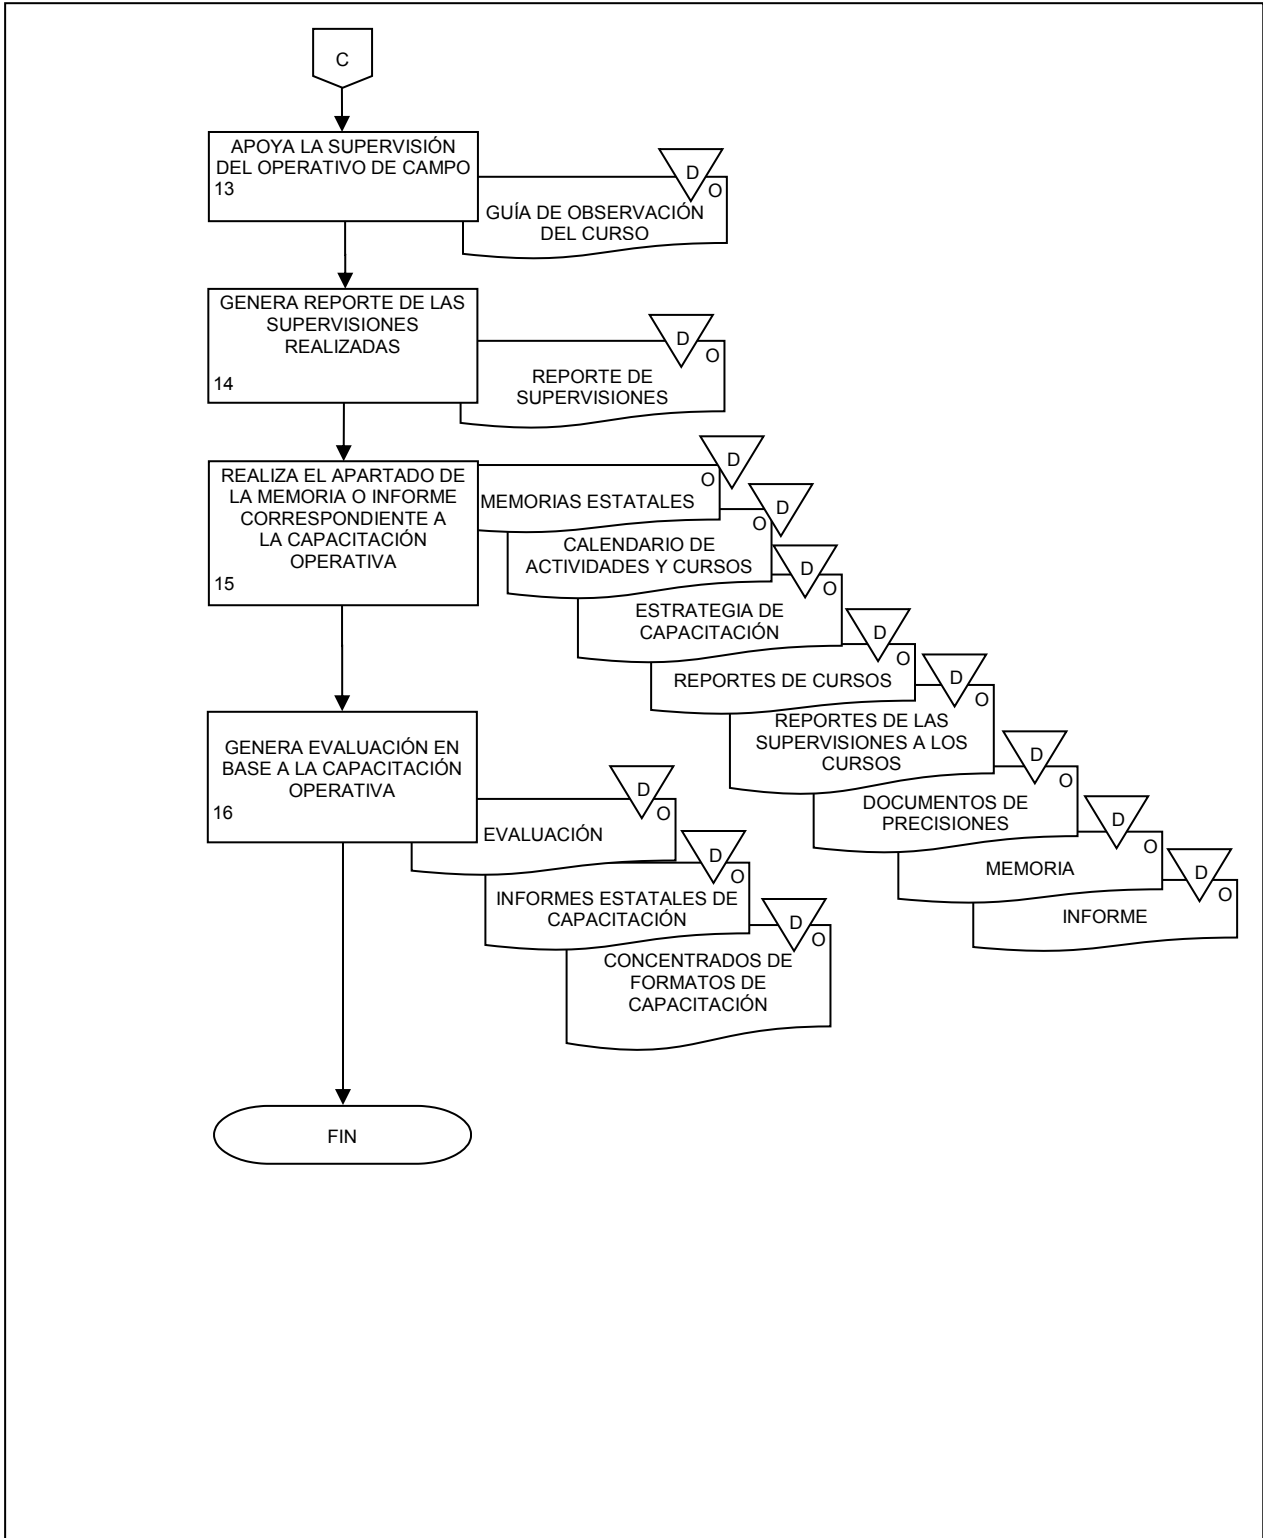 C
APOYA LA SUPERVISIÓN
DEL OPERATIVO DE CAMPO
13
D
O
GUÍA DE OBSERVACIÓN
DEL CURSO
GENERA REPORTE DE LAS
SUPERVISIONES
REALIZADAS
14
D
O
REPORTE DE
SUPERVISIONES
REALIZA EL APARTADO DE
LA MEMORIA O INFORME
CORRESPONDIENTE A
LA CAPACITACIÓN
OPERATIVA
15
D
O
MEMORIAS ESTATALES
D
O
CALENDARIO DE
ACTIVIDADES Y CURSOS
D
O
ESTRATEGIA DE
CAPACITACIÓN
D
O
REPORTES DE CURSOS
D
O
REPORTES DE LAS
SUPERVISIONES A LOS
CURSOS
D
O
DOCUMENTOS DE
PRECISIONES
D
O
MEMORIA
D
O
INFORME
GENERA EVALUACIÓN EN
BASE A LA CAPACITACIÓN
OPERATIVA
16
D
O
EVALUACIÓN
D
O
INFORMES ESTATALES DE
CAPACITACIÓN
D
O
CONCENTRADOS DE
FORMATOS DE
CAPACITACIÓN
FIN